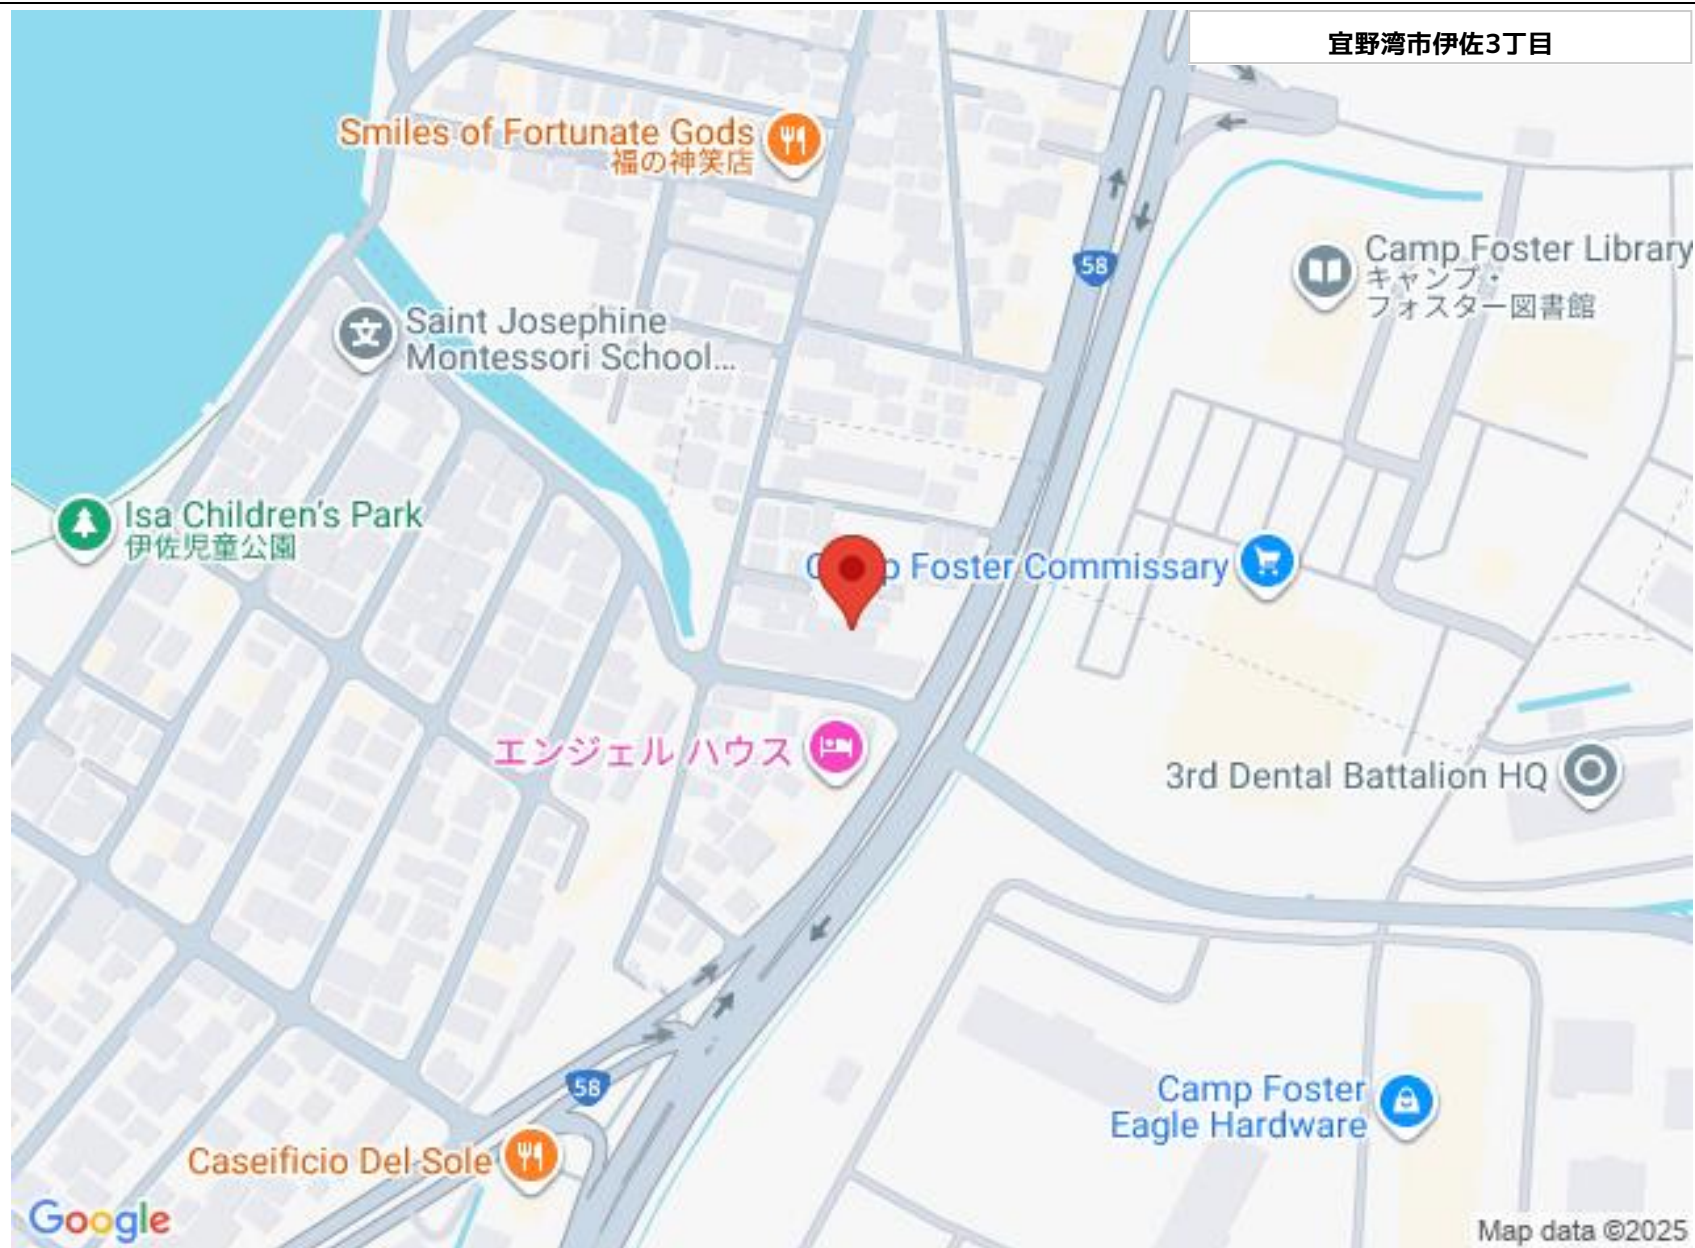 宜野湾市伊佐3丁目
Smiles of Fortunate Gods
福の神笑店
58
Camp Foster Library
キャンプ・
フォスター図書館
Saint Josephine
Montessori School...
Isa Children's Park
伊佐児童公園
Foster Commissary
エンジェル ハウス
3rd Dental Battalion HQ
58
Camp Foster
Eagle Hardware
Caseificio Del Sole
Google
Map data ©2025